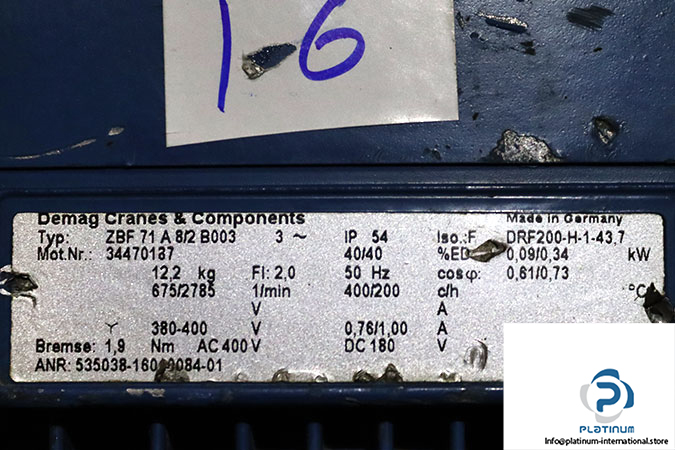 1-6
Demag Cranes & Components Made in Germany
Typ: ZBF 71 A 8/2 B003 3 ~ IP 54 Iso.:F DRF200-H-1-43,7
Mot.Nr.: 34470137 40/40 %ED 0,09/0,34 kW
12,2 kg FI: 2,0 50 Hz cosφ: 0,61/0,73
675/2785 1/min 400/200 c/h °C
V A
Y 380-400 V 0,76/1,00 A
Bremse: 1,9 Nm AC 400 V DC 180 V
ANR: 084-01
PLATINUM
Info@platinum-international.store